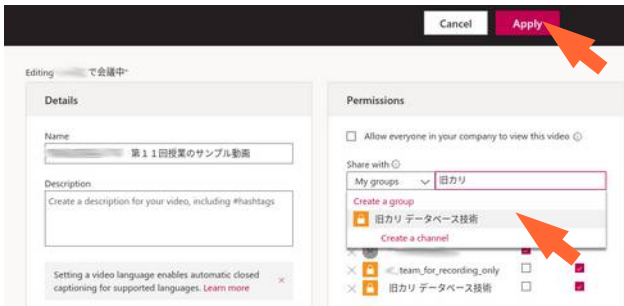 Cancel
Apply
Editing で会議中"
Details
Name
第11回授業のサンプル動画
Description
Create a description for your video, including #hashtags
Setting a video language enables automatic closed
captioning for supported languages. Learn more
Permissions
Allow everyone in your company to view this video
Share with
My groups
旧カリ
Create a group
旧カリ データベース技術
Create a channel
team_for_recording_only
旧カリ データベース技術